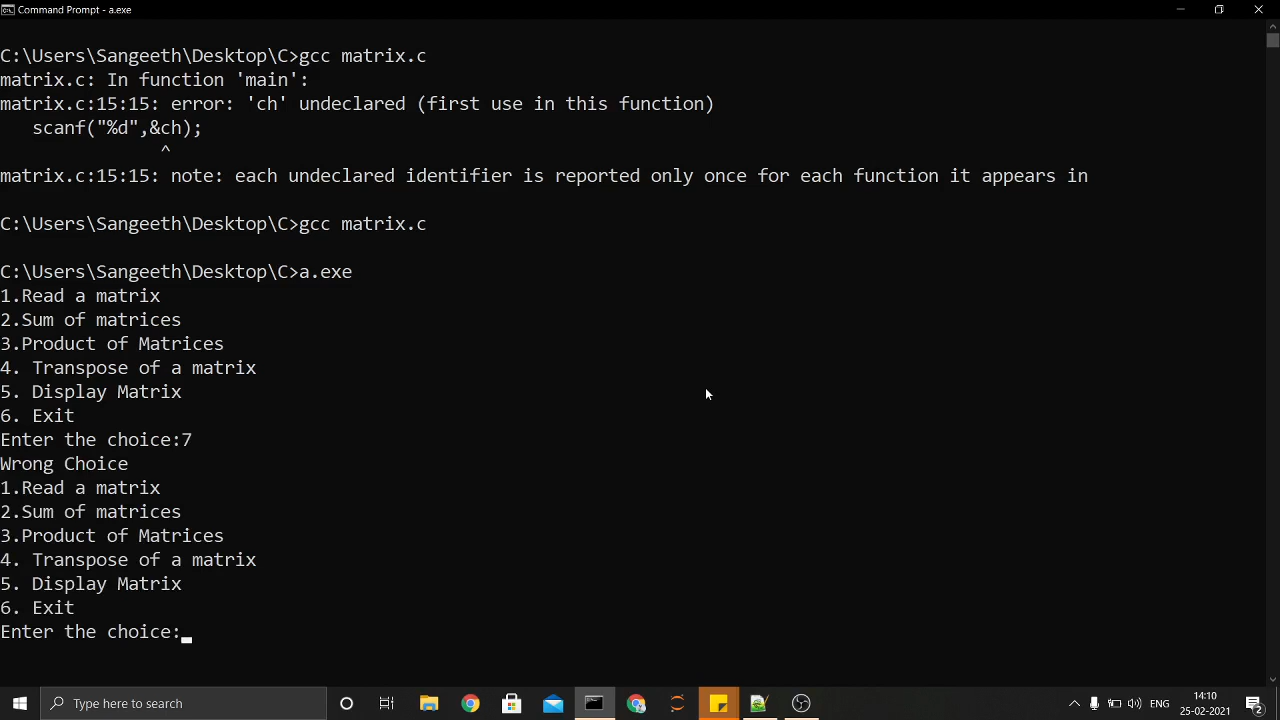 Command Prompt - a.exe
C:\Users\Sangeeth\Desktop\C>gcc matrix.c
matrix.c: In function 'main':
matrix.c:15:15: error: 'ch' undeclared (first use in this function)
   scanf("%d",&ch);
               ^
matrix.c:15:15: note: each undeclared identifier is reported only once for each function it appears in
C:\Users\Sangeeth\Desktop\C>gcc matrix.c
C:\Users\Sangeeth\Desktop\C>a.exe
1.Read a matrix
2.Sum of matrices
3.Product of Matrices
4. Transpose of a matrix
5. Display Matrix
6. Exit
Enter the choice:7
Wrong Choice
1.Read a matrix
2.Sum of matrices
3.Product of Matrices
4. Transpose of a matrix
5. Display Matrix
6. Exit
Enter the choice:
Type here to search
ENG
14:10
25-02-2021
2